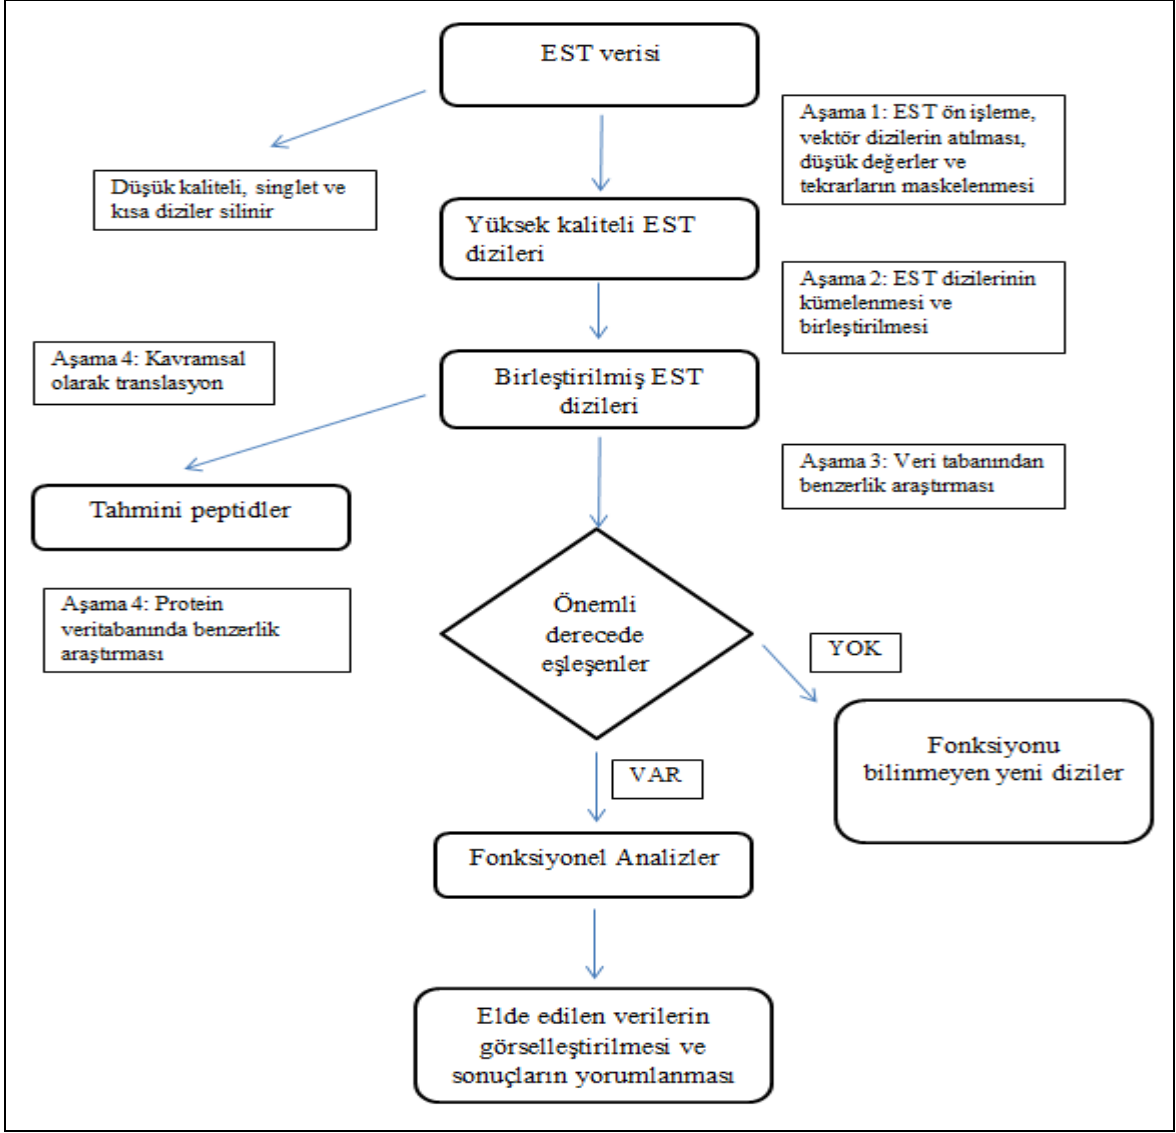 EST verisi
Aşama 1: EST ön işleme,
vektör dizilerin atılması,
düşük değerler ve
tekrarların maskelenmesi
Düşük kaliteli, singlet ve
kısa diziler silinir
Yüksek kaliteli EST
dizileri
Aşama 2: EST dizilerinin
kümelenmesi ve
birleştirilmesi
Aşama 4: Kavramsal
olarak translasyon
Birleştirilmiş EST
dizileri
Aşama 3: Veri tabanından
benzerlik araştırması
Tahmini peptidler
Aşama 4: Protein
veritabanında benzerlik
araştırması
Önemli
derecede
eşleşenler
YOK
Fonksiyonu
bilinmeyen yeni diziler
VAR
Fonksiyonel Analizler
Elde edilen verilerin
görselleştirilmesi ve
sonuçların yorumlanması